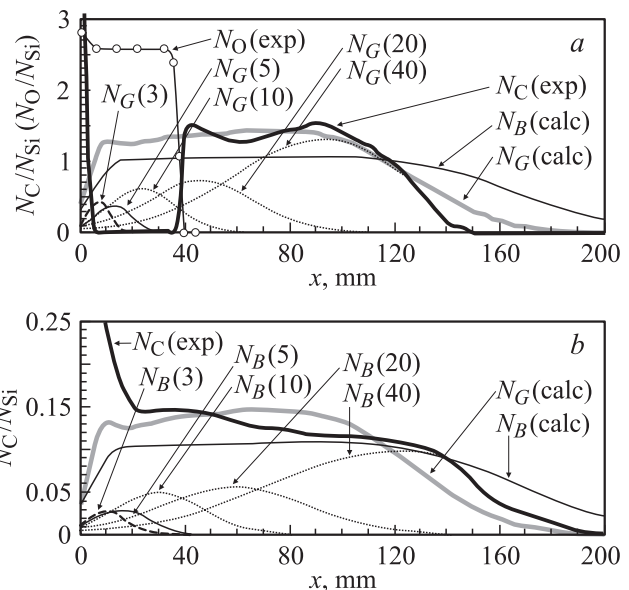 3
2
1
0
N_C/N_Si (N_O/N_Si)
N_O(exp)
N_G(3)
N_G(5)
N_G(10)
N_G(20)
N_G(40)
a
N_C(exp)
N_B(calc)
N_G(calc)
0 40 80 120 160 200
x, mm
0.25
0.15
0.05
0
N_C/N_Si
N_C(exp)
N_B(3)
N_B(5)
N_B(10)
N_B(20)
N_B(40)
b
N_G(calc)
N_B(calc)
0 40 80 120 160 200
x, mm